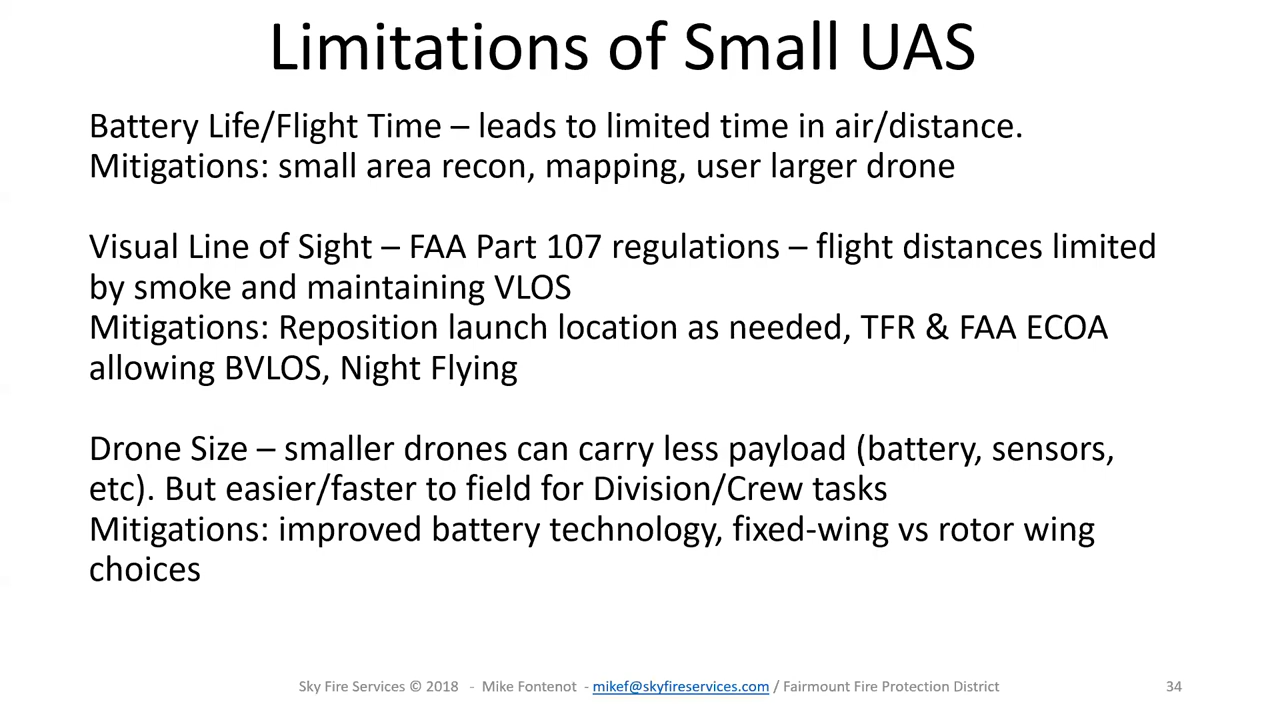 Limitations of Small UAS
Battery Life/Flight Time – leads to limited time in air/distance.
Mitigations: small area recon, mapping, user larger drone
Visual Line of Sight – FAA Part 107 regulations – flight distances limited
by smoke and maintaining VLOS
Mitigations: Reposition launch location as needed, TFR & FAA ECOA
allowing BVLOS, Night Flying
Drone Size – smaller drones can carry less payload (battery, sensors,
etc). But easier/faster to field for Division/Crew tasks
Mitigations: improved battery technology, fixed-wing vs rotor wing
choices
Sky Fire Services © 2018 - Mike Fontenot - mikef@skyfireservices.com / Fairmount Fire Protection District
34